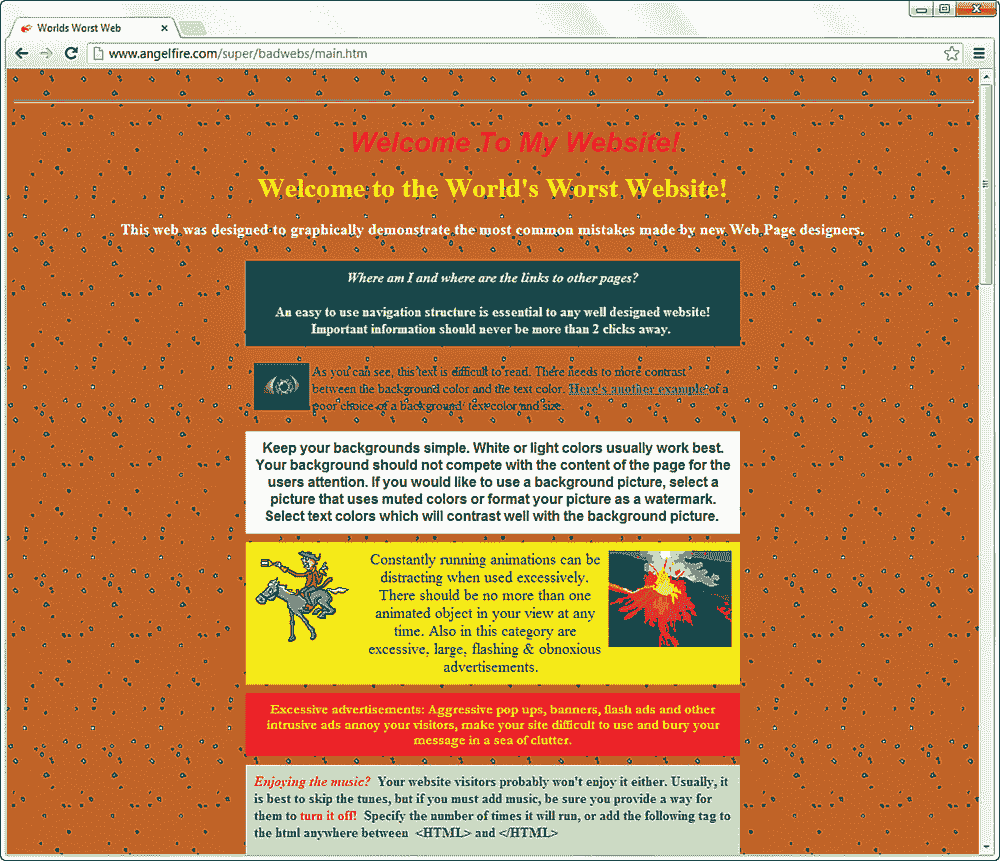 Worlds Worst Web
www.angelfire.com/super/badwebs/main.htm
Welcome To My Website!
Welcome to the World's Worst Website!
This web was designed to graphically demonstrate the most common mistakes made by new Web Page designers.
Where am I and where are the links to other pages?
An easy to use navigation structure is essential to any well designed website!
Important information should never be more than 2 clicks away.
As you can see, this text is difficult to read. There needs to more contrast
between the background color and the text color. Here's another example of a
poor choice of a background text color and size.
Keep your backgrounds simple. White or light colors usually work best.
Your background should not compete with the content of the page for the
users attention. If you would like to use a background picture, select a
picture that uses muted colors or format your picture as a watermark.
Select text colors which will contrast well with the background picture.
Constantly running animations can be
distracting when used excessively.
There should be no more than one
animated object in your view at any
time. Also in this category are
excessive, large, flashing & obnoxious
advertisements.
Excessive advertisements: Aggressive pop ups, banners, flash ads and other
intrusive ads annoy your visitors, make your site difficult to use and bury your
message in a sea of clutter.
Enjoying the music? Your website visitors probably won't enjoy it either. Usually, it
is best to skip the tunes, but if you must add music, be sure you provide a way for
them to turn it off! Specify the number of times it will run, or add the following tag to
the html anywhere between <HTML> and </HTML>